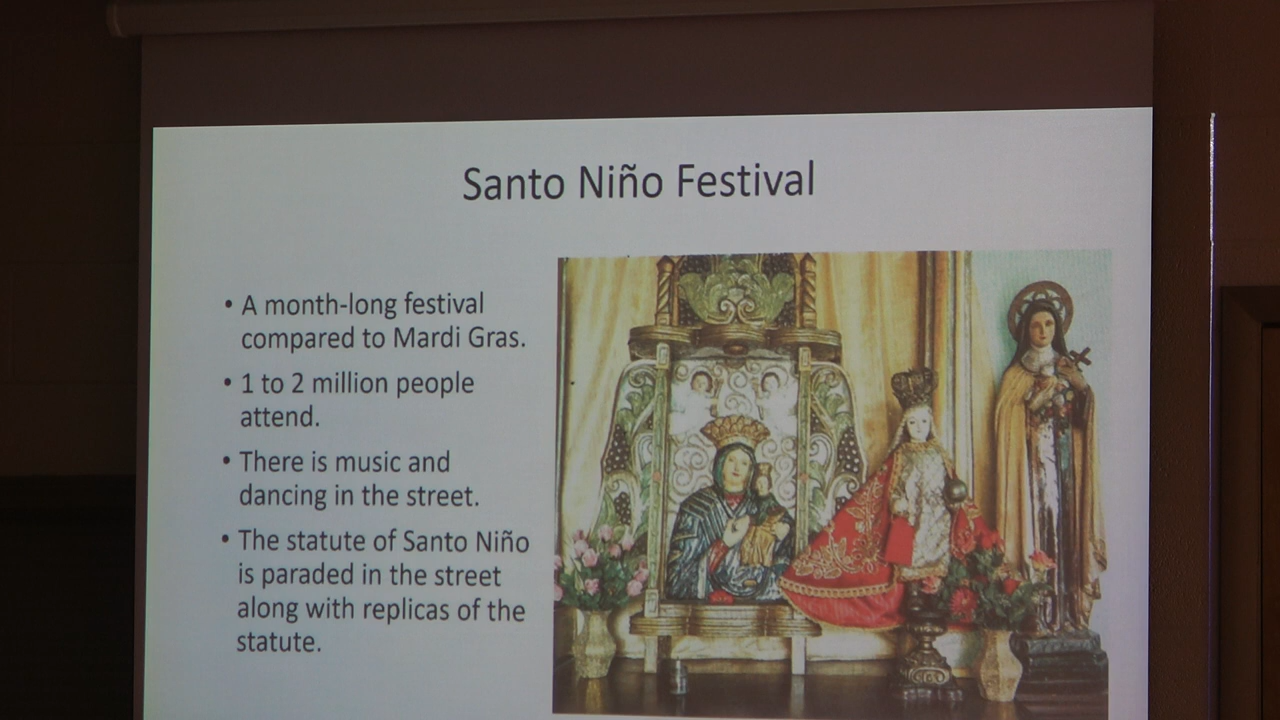 Santo Niño Festival
• A month-long festival
compared to Mardi Gras.
• 1 to 2 million people
attend.
• There is music and
dancing in the street.
• The statute of Santo Niño
is paraded in the street
along with replicas of the
statute.